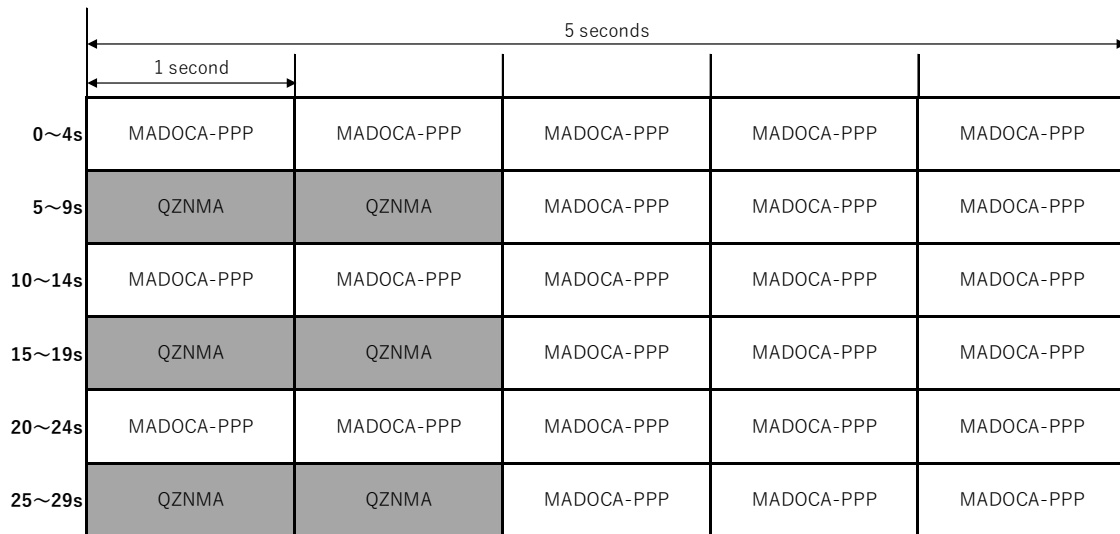 5 seconds
1 second
0～4s MADOCA-PPP MADOCA-PPP MADOCA-PPP MADOCA-PPP MADOCA-PPP
5～9s QZNMA QZNMA MADOCA-PPP MADOCA-PPP MADOCA-PPP
10～14s MADOCA-PPP MADOCA-PPP MADOCA-PPP MADOCA-PPP MADOCA-PPP
15～19s QZNMA QZNMA MADOCA-PPP MADOCA-PPP MADOCA-PPP
20～24s MADOCA-PPP MADOCA-PPP MADOCA-PPP MADOCA-PPP MADOCA-PPP
25～29s QZNMA QZNMA MADOCA-PPP MADOCA-PPP MADOCA-PPP